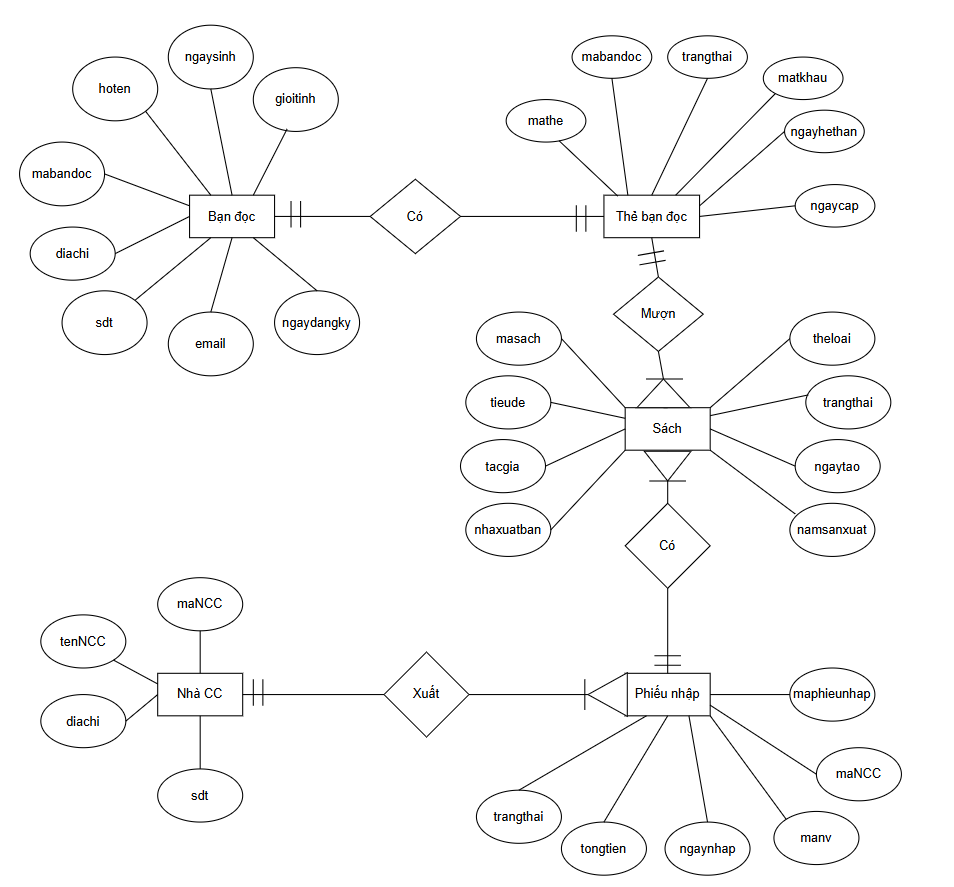 ngaysinh
hoten
gioitinh
mabandoc
Bạn đọc
diachi
sdt
email
ngaydangky
Có
mabandoc
trangthai
matkhau
mathe
ngayhethan
ngaycap
Thẻ bạn đọc
Mượn
masach
theloai
tieude
trangthai
Sách
tacgia
ngaytao
nhaxuatban
namsanxuat
Có
maNCC
tenNCC
Nhà CC
diachi
sdt
Xuất
Phiếu nhập
maphieunhap
maNCC
trangthai
manv
tongtien
ngaynhap